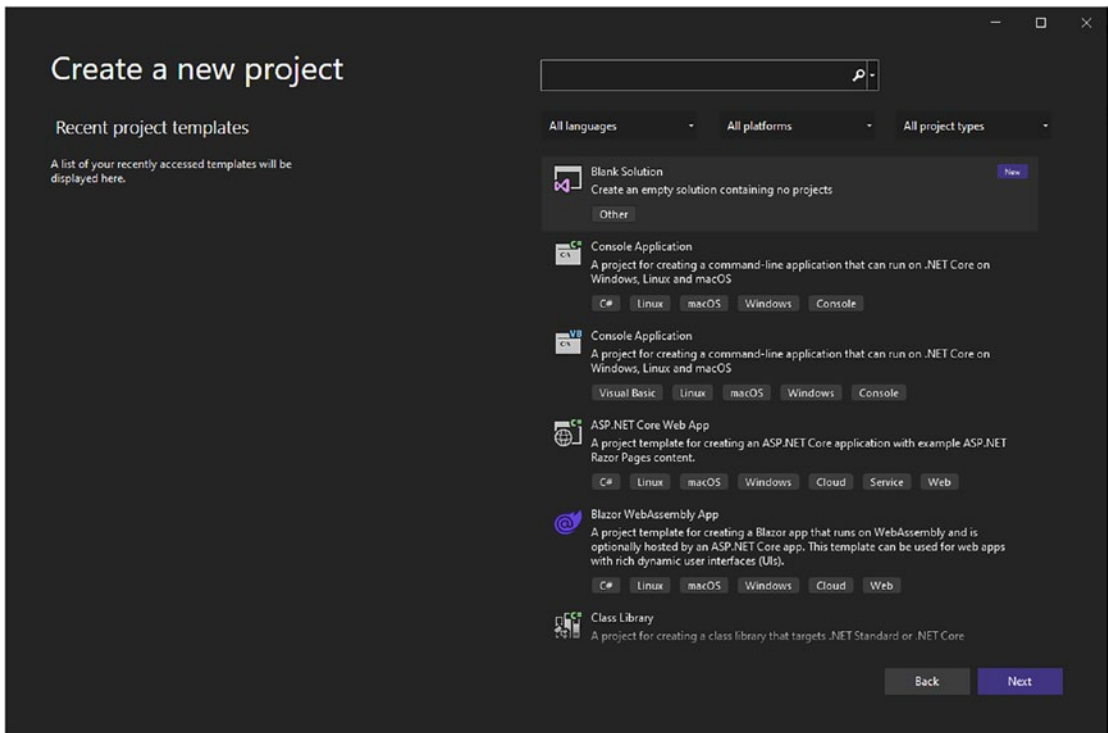 Create a new project
Recent project templates
A list of your recently accessed templates will be
displayed here.
All languages
All platforms
All project types
Blank Solution
New
Create an empty solution containing no projects
Other
C#
Console Application
A project for creating a command-line application that can run on .NET Core on
Windows, Linux and macOS
C# Linux macOS Windows Console
VB
Console Application
A project for creating a command-line application that can run on .NET Core on
Windows, Linux and macOS
Visual Basic Linux macOS Windows Console
C#
ASP.NET Core Web App
A project template for creating an ASP.NET Core application with example ASP.NET
Razor Pages content.
C# Linux macOS Windows Cloud Service Web
Blazor WebAssembly App
A project template for creating a Blazor app that runs on WebAssembly and is
optionally hosted by an ASP.NET Core app. This template can be used for web apps
with rich dynamic user interfaces (UIs).
C# Linux macOS Windows Cloud Web
C#
Class Library
A project for creating a class library that targets .NET Standard or .NET Core
Back
Next